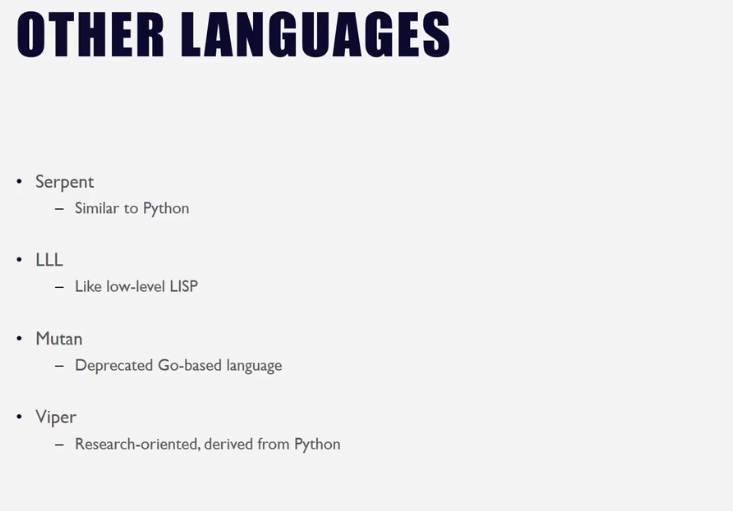 OTHER LANGUAGES
• Serpent
– Similar to Python
• LLL
– Like low-level LISP
• Mutan
– Deprecated Go-based language
• Viper
– Research-oriented, derived from Python